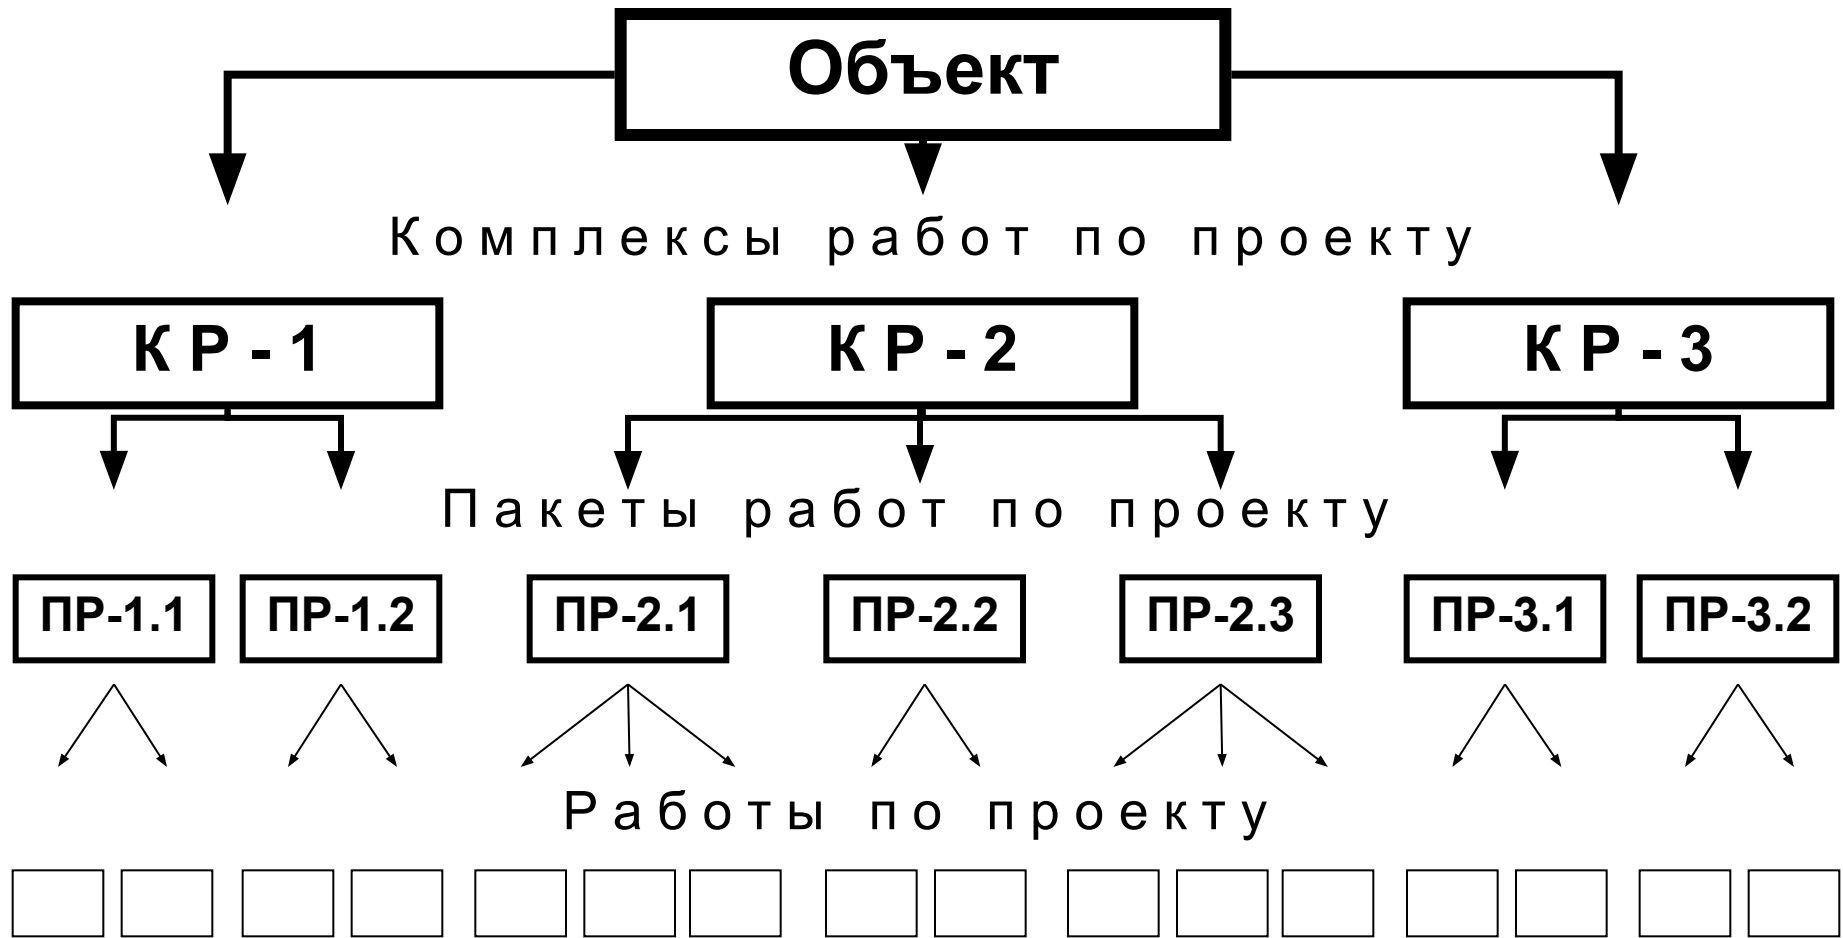 Объект
Комплексы работ по проекту
КР-1 КР-2 КР-3
Пакеты работ по проекту
ПР-1.1 ПР-1.2 ПР-2.1 ПР-2.2 ПР-2.3 ПР-3.1 ПР-3.2
Работы по проекту